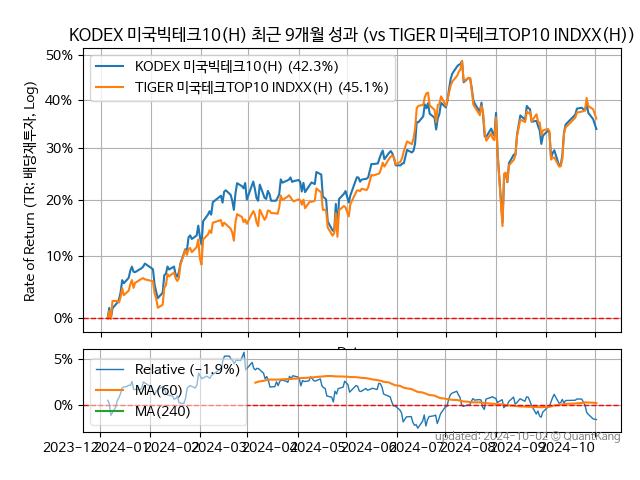 KODEX 미국빅테크10(H) 최근 9개월 성과 (vs TIGER 미국테크TOP10 INDXX(H))
Rate of Return (TR: 배당재투자, Log)
50%
40%
30%
20%
10%
0%
KODEX 미국빅테크10(H) (42.3%)
TIGER 미국테크TOP10 INDXX(H) (45.1%)
5%
0%
Relative (−1.9%)
MA(60)
MA(240)
2023−12
2024−01
2024−02
2024−03
2024−04
2024−05
2024−06
2024−07
2024−08
2024−09
2024−10
updated: 2024−10−02 © QuantKang